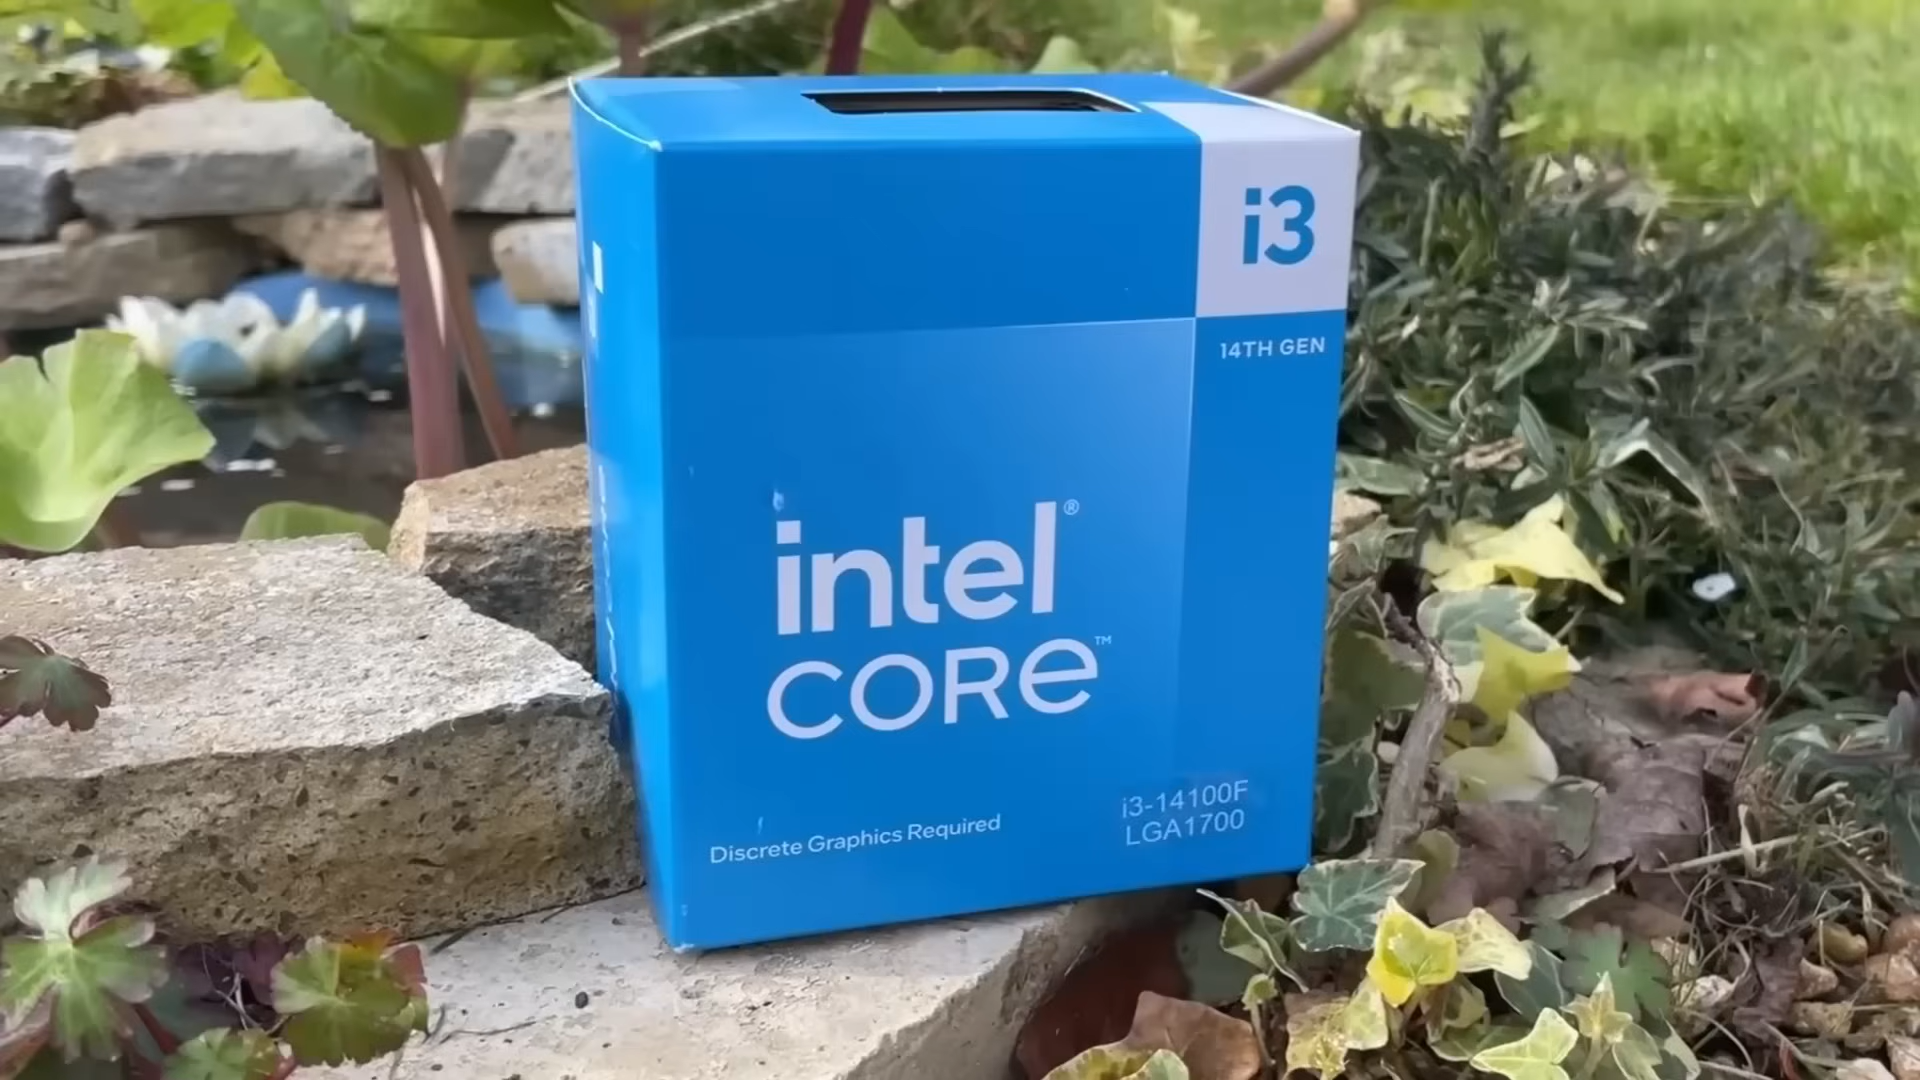 i3
14TH GEN
intel®
CORE™
Discrete Graphics Required
i3-14100F
LGA1700